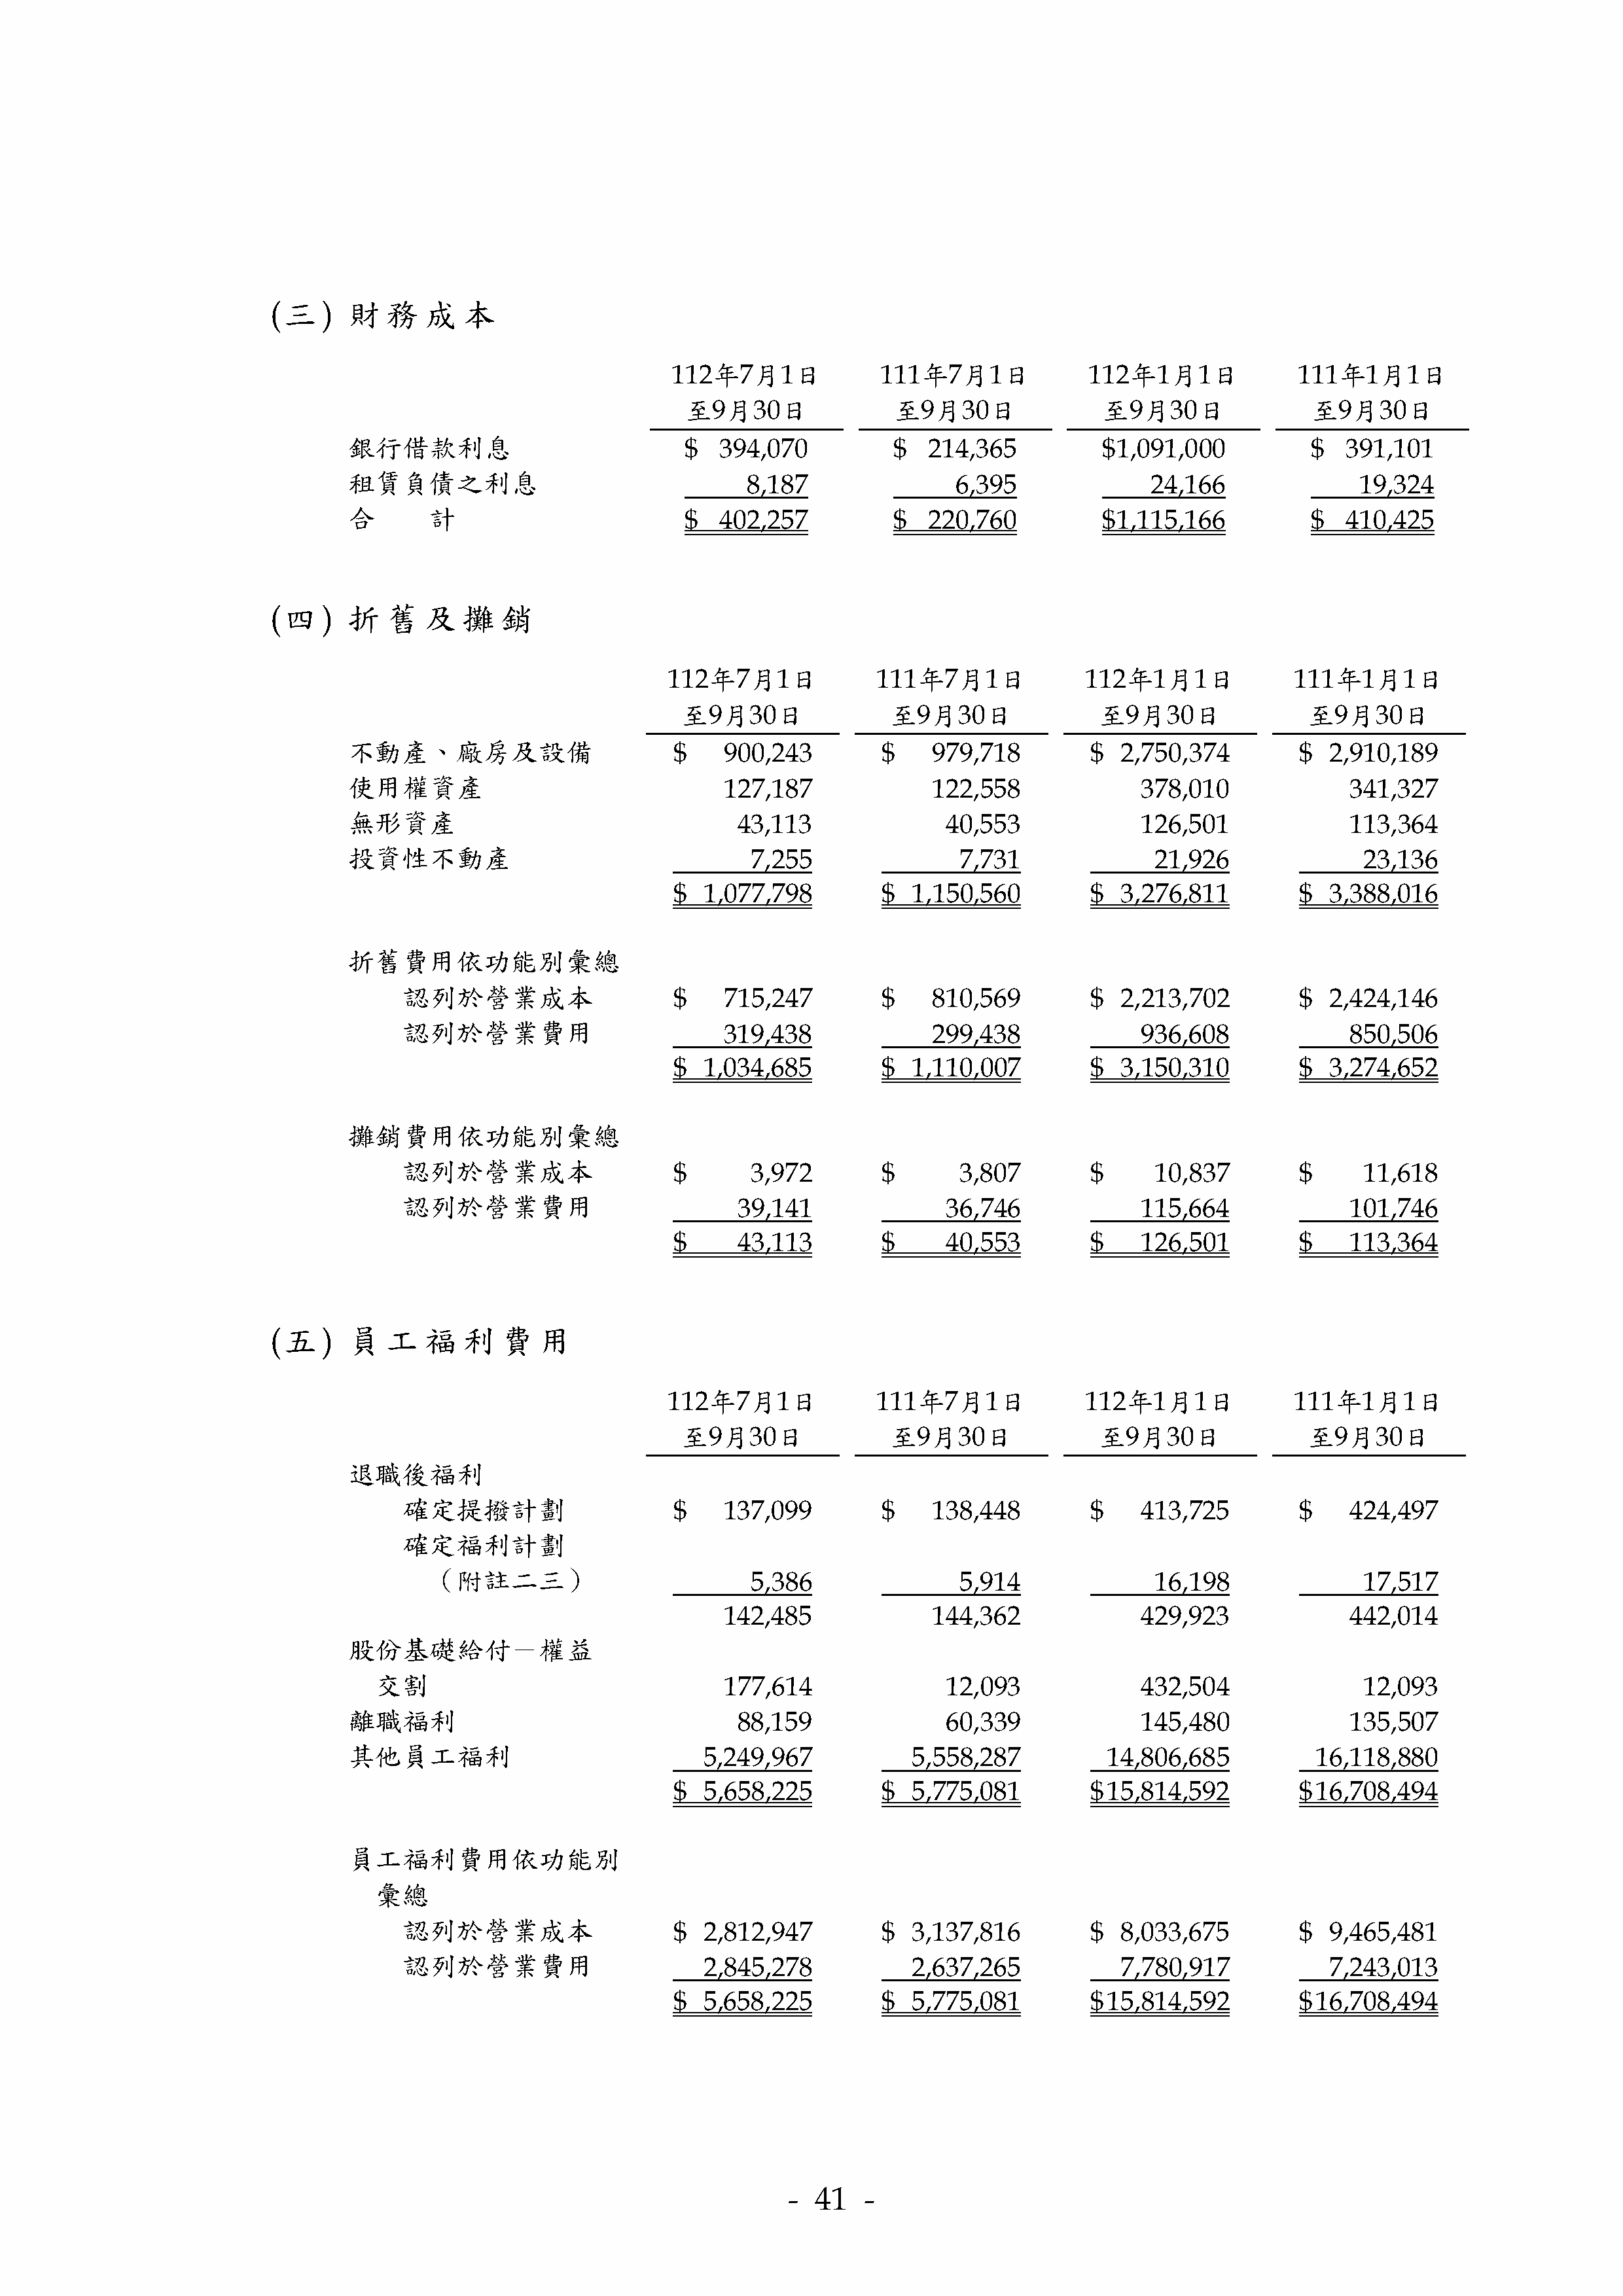 (三) 財務成本
112年7月1日 111年7月1日 112年1月1日 111年1月1日
至9月30日 至9月30日 至9月30日 至9月30日
銀行借款利息 $ 394,070 $ 214,365 $1,091,000 $ 391,101
租賃負債之利息 8,187 6,395 24,166 19,324
合 計 $ 402,257 $ 220,760 $1,115,166 $ 410,425
(四) 折舊及攤銷
112年7月1日 111年7月1日 112年1月1日 111年1月1日
至9月30日 至9月30日 至9月30日 至9月30日
不動產、廠房及設備 $ 900,243 $ 979,718 $ 2,750,374 $ 2,910,189
使用權資產 127,187 122,558 378,010 341,327
無形資產 43,113 40,553 126,501 113,364
投資性不動產 7,255 7,731 21,926 23,136
$ 1,077,798 $ 1,150,560 $ 3,276,811 $ 3,388,016
折舊費用依功能別彙總
認列於營業成本 $ 715,247 $ 810,569 $ 2,213,702 $ 2,424,146
認列於營業費用 319,438 299,438 936,608 850,506
$ 1,034,685 $ 1,110,007 $ 3,150,310 $ 3,274,652
攤銷費用依功能別彙總
認列於營業成本 $ 3,972 $ 3,807 $ 10,837 $ 11,618
認列於營業費用 39,141 36,746 115,664 101,746
$ 43,113 $ 40,553 $ 126,501 $ 113,364
(五) 員工福利費用
112年7月1日 111年7月1日 112年1月1日 111年1月1日
至9月30日 至9月30日 至9月30日 至9月30日
退職後福利
確定提撥計劃 $ 137,099 $ 138,448 $ 413,725 $ 424,497
確定福利計劃
（附註二三） 5,386 5,914 16,198 17,517
142,485 144,362 429,923 442,014
股份基礎給付－權益
交割 177,614 12,093 432,504 12,093
離職福利 88,159 60,339 145,480 135,507
其他員工福利 5,249,967 5,558,287 14,806,685 16,118,880
$ 5,658,225 $ 5,775,081 $15,814,592 $16,708,494
員工福利費用依功能別
彙總
認列於營業成本 $ 2,812,947 $ 3,137,816 $ 8,033,675 $ 9,465,481
認列於營業費用 2,845,278 2,637,265 7,780,917 7,243,013
$ 5,658,225 $ 5,775,081 $15,814,592 $16,708,494
- 41 -